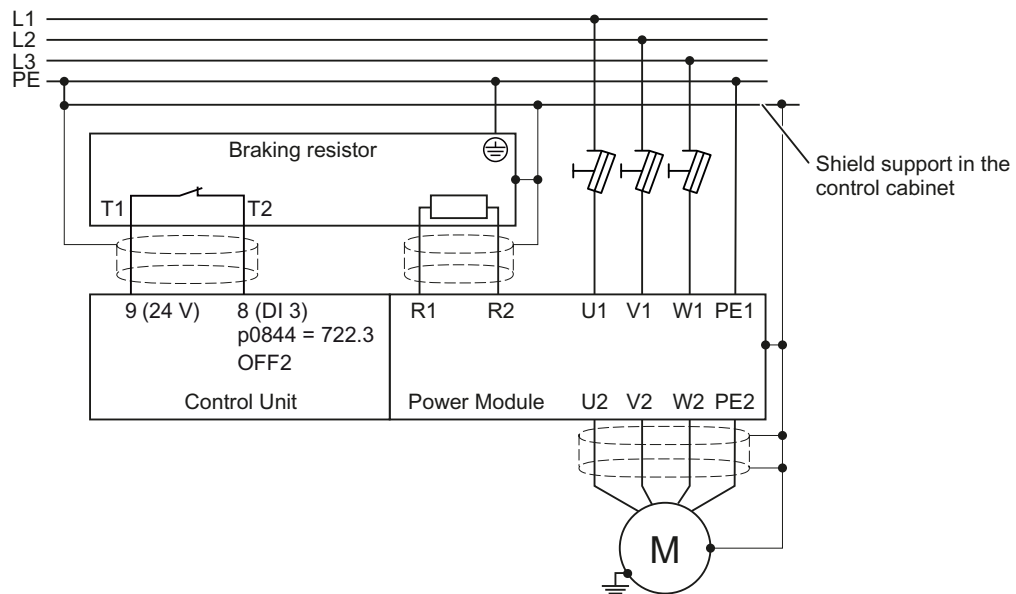 L1
L2
L3
PE
Braking resistor
Shield support in the
control cabinet
T1
T2
9 (24 V)
8 (DI 3)
p0844 = 722.3
OFF2
R1
R2
U1
V1
W1
PE1
Control Unit
Power Module
U2
V2
W2
PE2
M